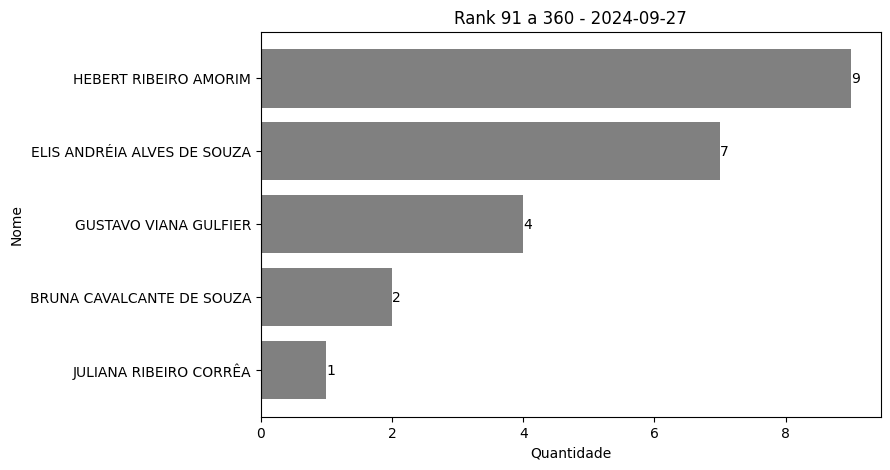 Rank 91 a 360 - 2024-09-27
Nome
HEBERT RIBEIRO AMORIM
9
ELIS ANDRÉIA ALVES DE SOUZA
7
GUSTAVO VIANA GULFIER
4
BRUNA CAVALCANTE DE SOUZA
2
JULIANA RIBEIRO CORRÊA
1
0 2 4 6 8
Quantidade